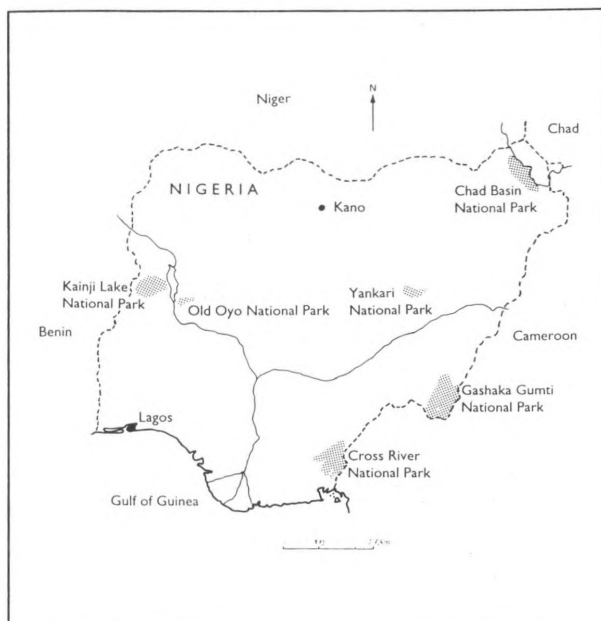 N
Niger
Chad
NIGERIA
Kano
Chad Basin
National Park
Kainji Lake
National Park
Old Oyo National Park
Yankari
National Park
Benin
Cameroon
Gashaka Gumti
National Park
Lagos
Cross River
National Park
Gulf of Guinea